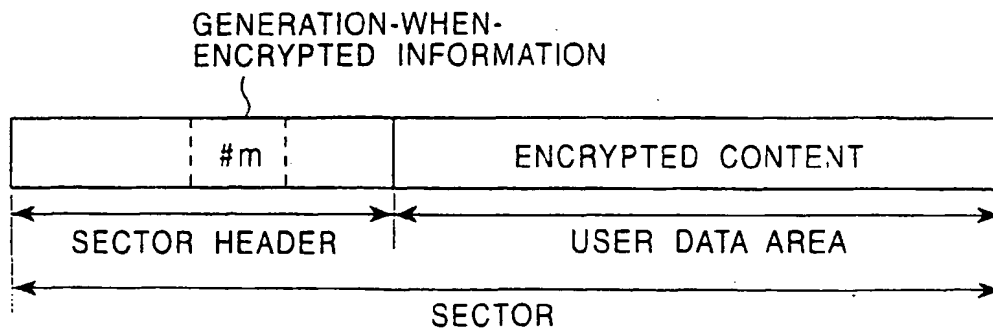 GENERATION-WHEN-
ENCRYPTED INFORMATION
#m
ENCRYPTED CONTENT
SECTOR HEADER
USER DATA AREA
SECTOR